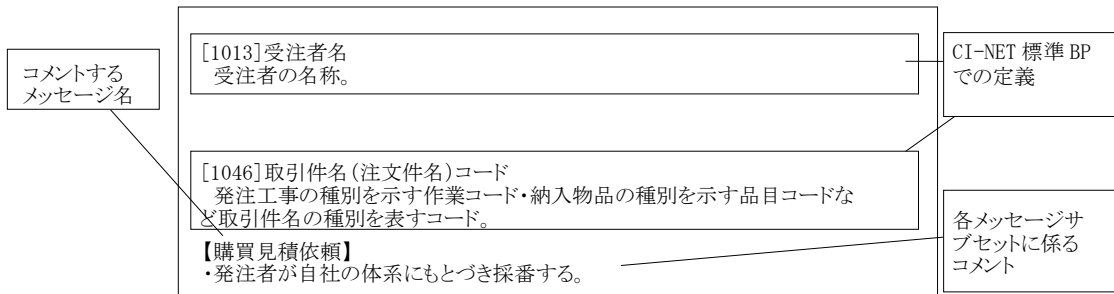 コメントする
メッセージ名
[1013]受注者名
受注者の名称。
CI-NET 標準 BP
での定義
[1046]取引件名(注文件名)コード
発注工事の種別を示す作業コード・納入物品の種別を示す品目コードな
ど取引件名の種別を表すコード。
【購買見積依頼】
・発注者が自社の体系にもとづき採番する。
各メッセージサ
ブセットに係る
コメント